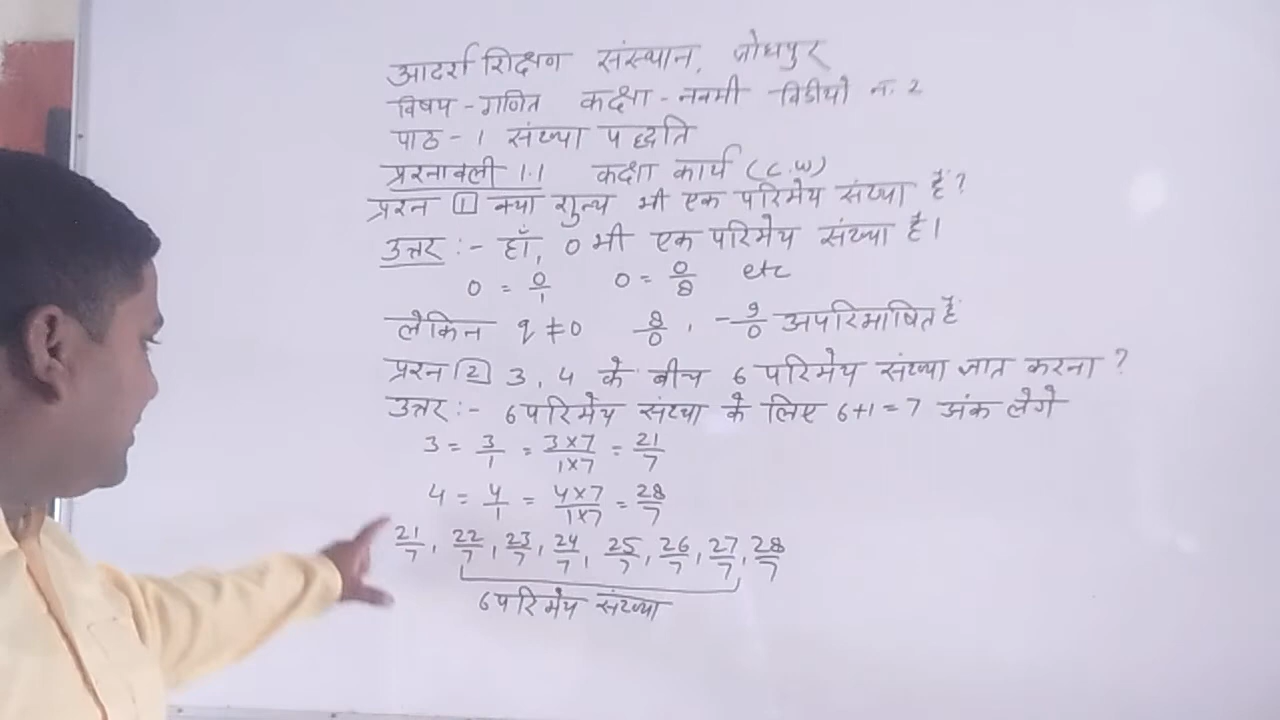 आदर्श शिक्षण संस्थान, जोधपुर
विषय - गणित कक्षा - नवमी विडीयो नं. 2
पाठ - 1 संख्या पद्धति
प्रश्नावली 1.1 कक्षा कार्य (C.W)
प्रश्न 1 क्या शुन्य भी एक परिमेय संख्या है ?
उत्तर :- हाँ, 0 भी एक परिमेय संख्या है।
0 = 0/1 0 = 0/8 etc
लेकिन q ≠ 0 8/0 , -9/0 अपरिभाषित है
प्रश्न 2 3, 4 के बीच 6 परिमेय संख्या ज्ञात करना ?
उत्तर :- 6 परिमेय संख्या के लिए 6+1 = 7 अंक लेगे
3 = 3/1 = 3×7/1×7 = 21/7
4 = 4/1 = 4×7/1×7 = 28/7
21/7, 22/7, 23/7, 24/7, 25/7, 26/7, 27/7, 28/7
6 परिमेय संख्या